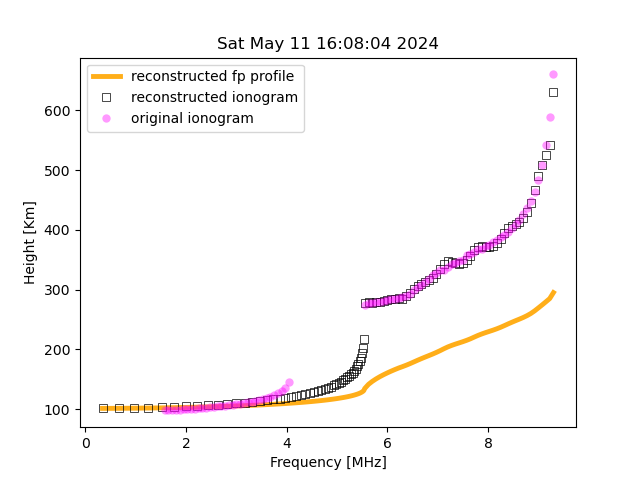 Sat May 11 16:08:04 2024
reconstructed fp profile
reconstructed ionogram
original ionogram
600
500
400
300
200
100
Height [Km]
0 2 4 6 8
Frequency [MHz]